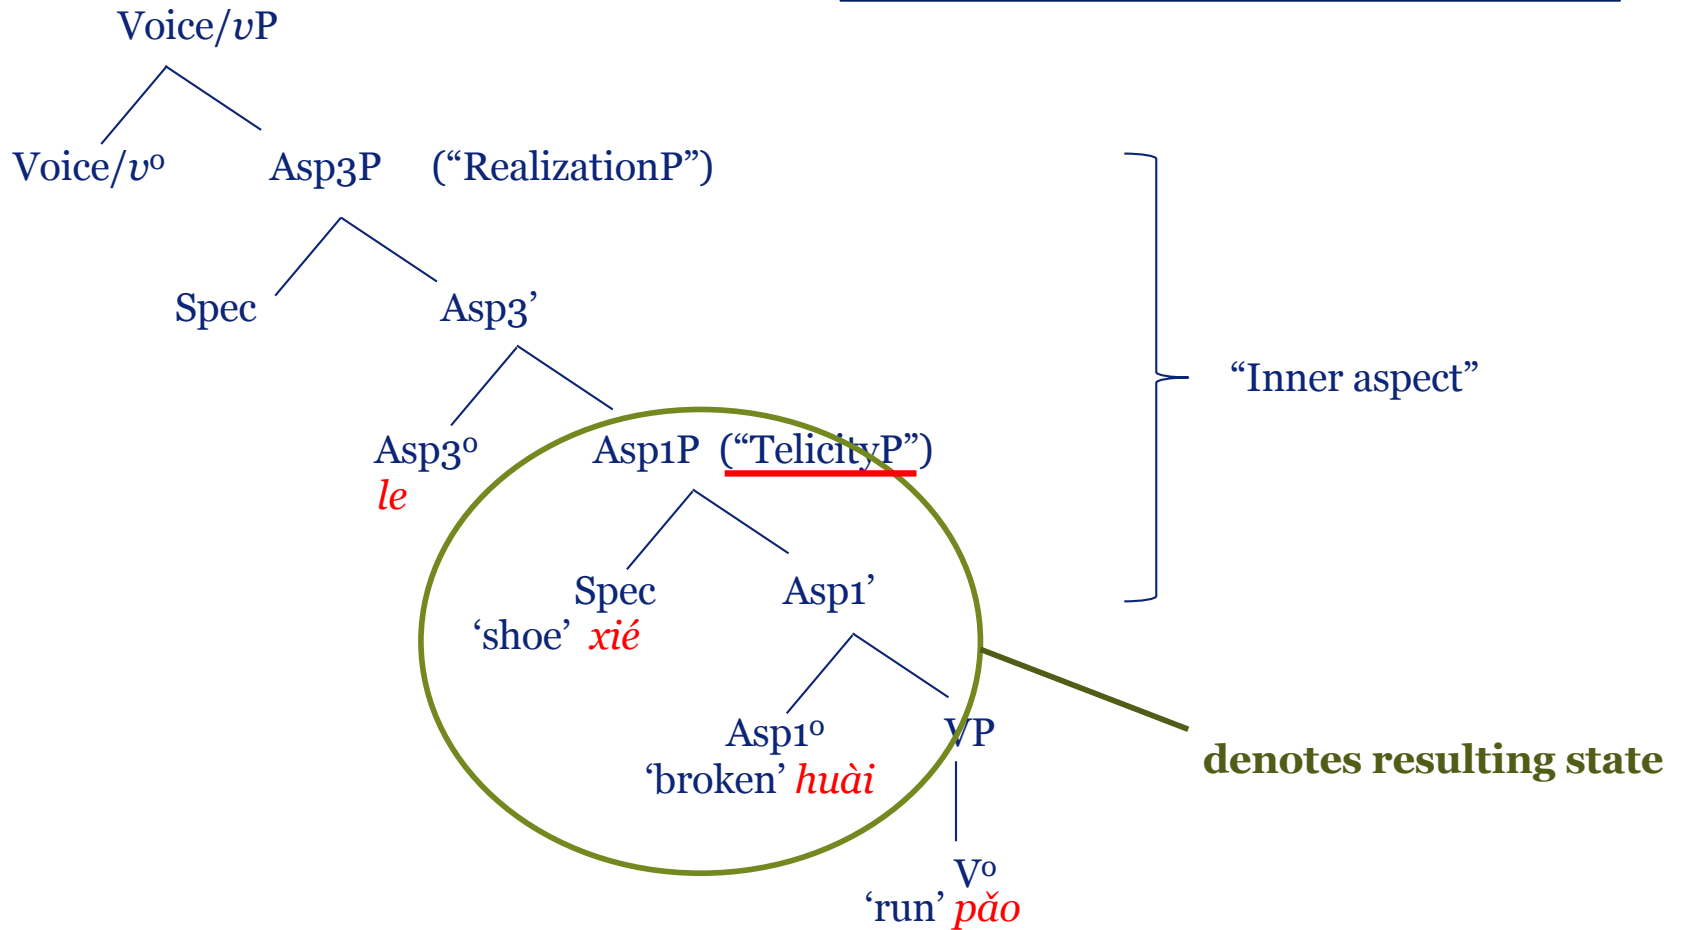 Voice/vP
Voice/vº Asp3P (“RealizationP”)
Spec Asp3’
“Inner aspect”
Asp3º Asp1P (“TelicityP”)
le
Spec Asp1’
‘shoe’ xié
Asp1º VP
‘broken’ huài
denotes resulting state
Vº
‘run’ pǎo